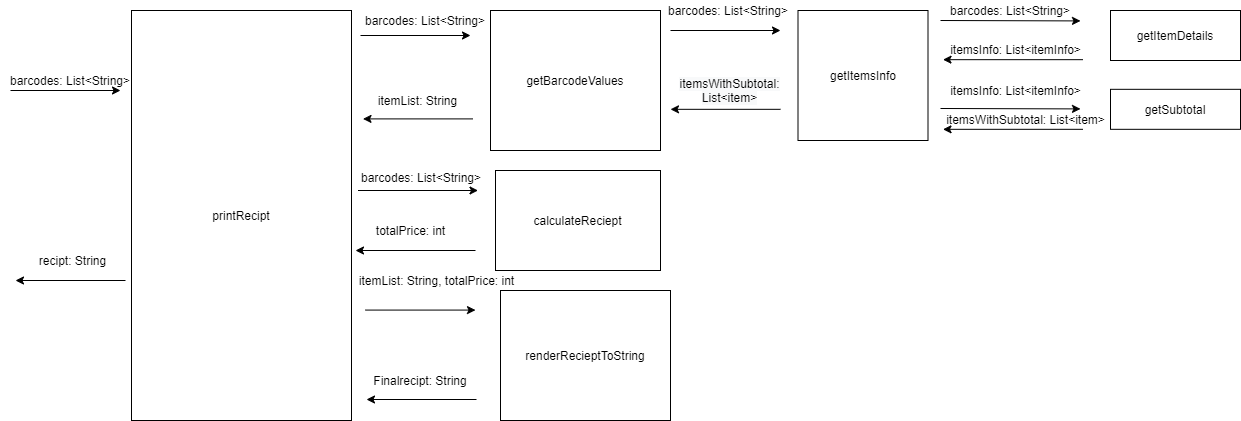 barcodes: List<String>
printRecipt
recipt: String
barcodes: List<String>
itemList: String
getBarcodeValues
barcodes: List<String>
itemsWithSubtotal:
List<item>
getItemsInfo
barcodes: List<String>
itemsInfo: List<itemInfo>
getItemDetails
itemsInfo: List<itemInfo>
itemsWithSubtotal: List<item>
getSubtotal
barcodes: List<String>
totalPrice: int
calculateReciept
itemList: String, totalPrice: int
renderRecieptToString
Finalrecipt: String